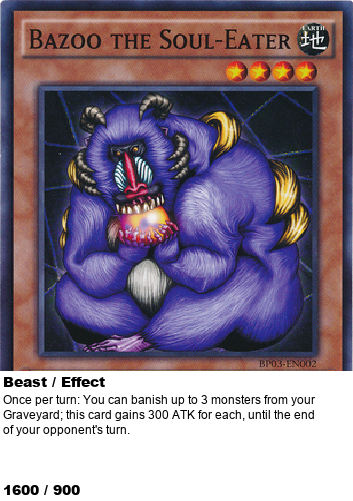 BAZOO THE SOUL-EATER
EARTH
地
BP03-EN002
Beast / Effect
Once per turn: You can banish up to 3 monsters from your
Graveyard; this card gains 300 ATK for each, until the end
of your opponent's turn.
1600 / 900